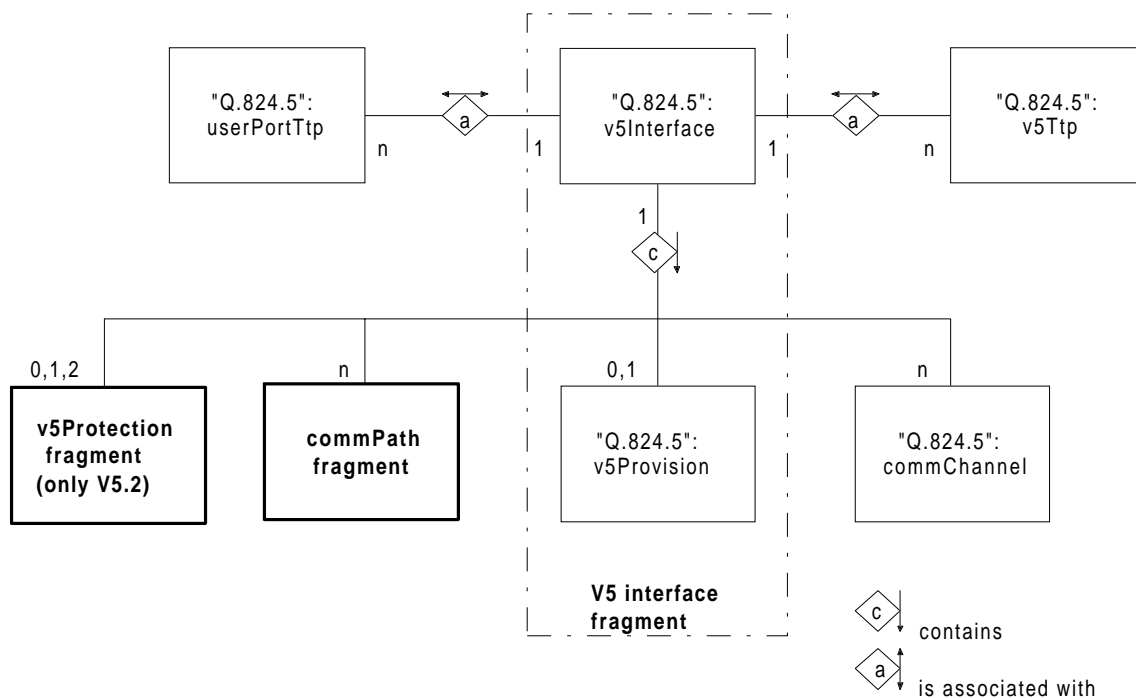 "Q.824.5":
userPortTtp
a
"Q.824.5":
v5Interface
a
"Q.824.5":
v5Ttp
n
1
1
n
1
c
0,1,2
n
0,1
n
v5Protection
fragment
(only V5.2)
commPath
fragment
"Q.824.5":
v5Provision
"Q.824.5":
commChannel
V5 interface
fragment
c
contains
a
is associated with